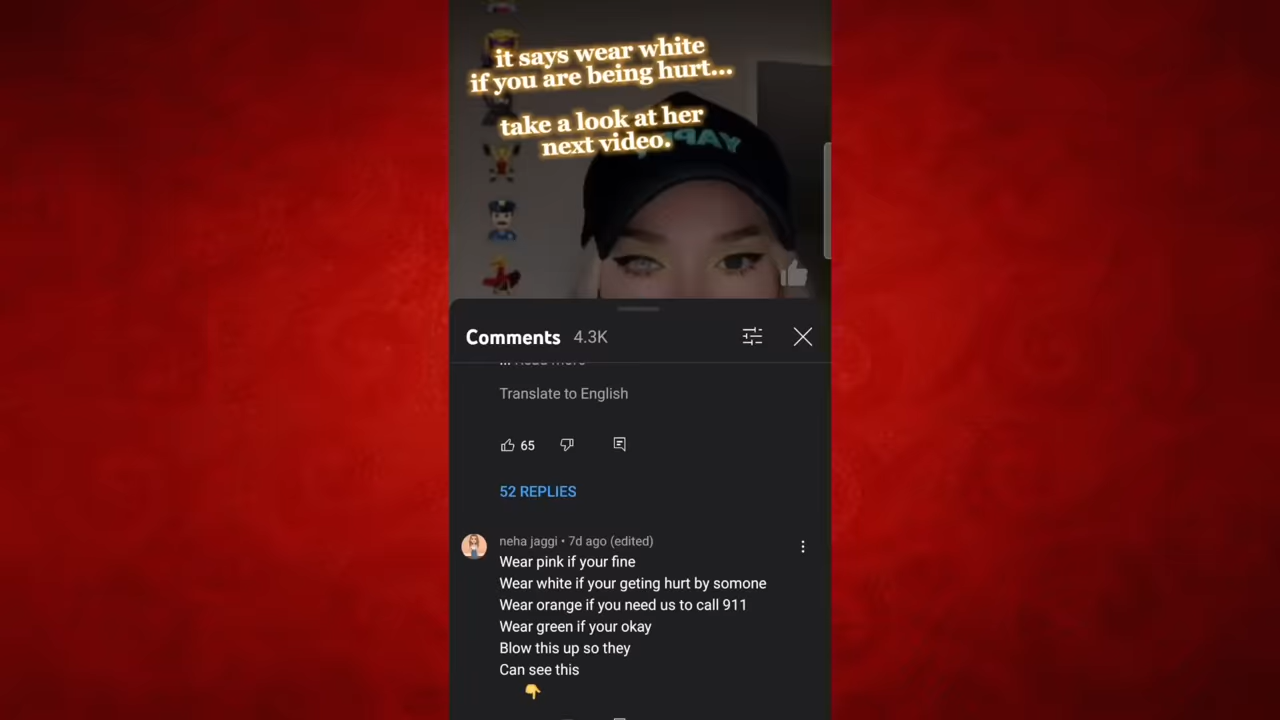 it says wear white
if you are being hurt...
take a look at her
next video.
YAPP
Comments 4.3K
... Read more
Translate to English
65
52 REPLIES
neha jaggi • 7d ago (edited)
Wear pink if your fine
Wear white if your geting hurt by somone
Wear orange if you need us to call 911
Wear green if your okay
Blow this up so they
Can see this
👇